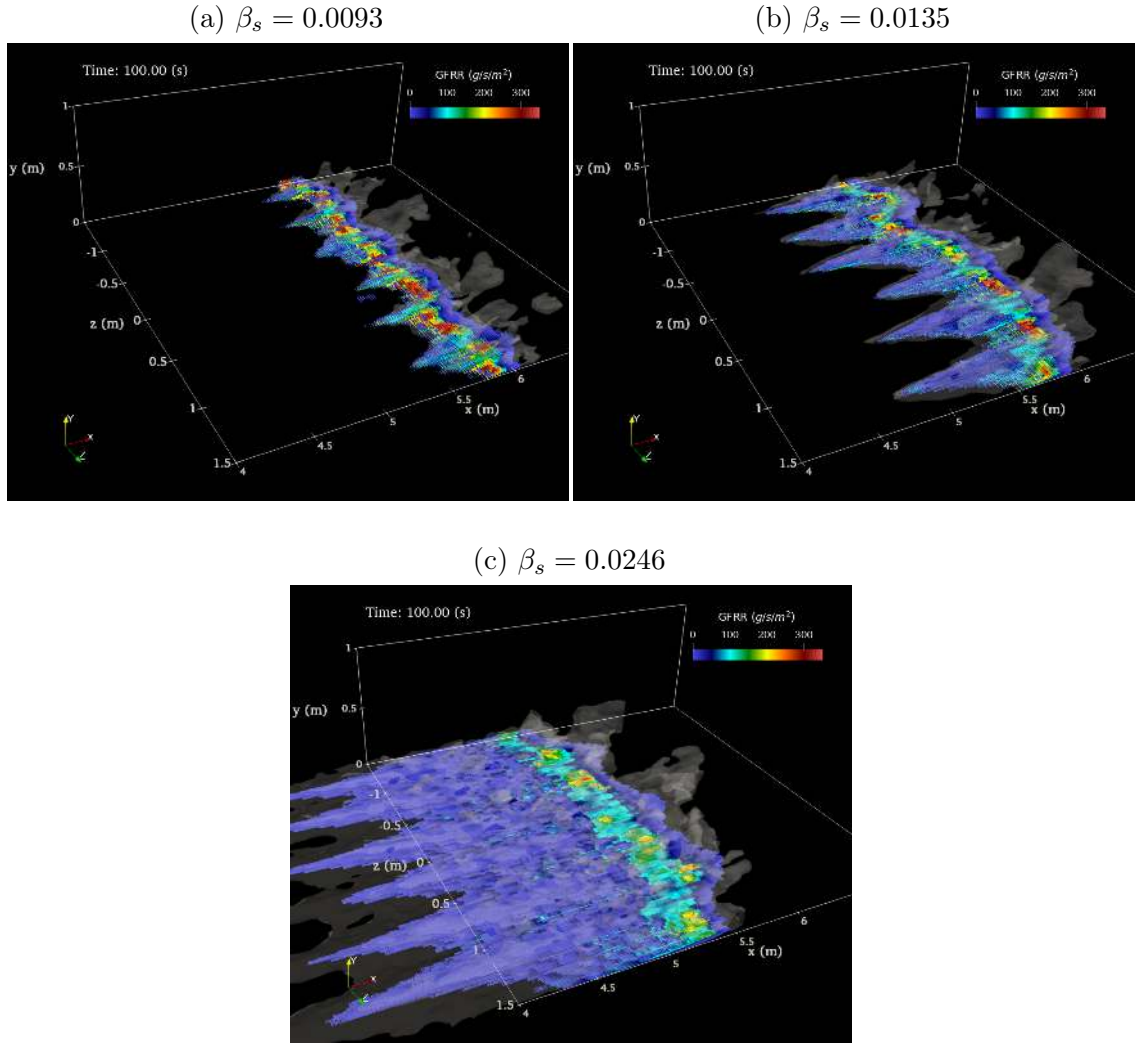 (a) βₛ = 0.0093
Time: 100.00 (s)
GFRR (g/s/m²)
0 100 200 300
1
y (m)
0.5
0
-1
-0.5
z (m)
0
0.5
1
1.5
4
4.5
5
5.5
x (m)
6
Y
X
Z
(b) βₛ = 0.0135
Time: 100.00 (s)
GFRR (g/s/m²)
0 100 200 300
1
y (m)
0.5
0
-1
-0.5
z (m)
0
0.5
1
1.5
4
4.5
5
5.5
x (m)
6
Y
X
Z
(c) βₛ = 0.0246
Time: 100.00 (s)
GFRR (g/s/m²)
0 100 200 300
1
y (m)
0.5
0
-1
-0.5
z (m)
0
0.5
1
1.5
4
4.5
5
5.5
x (m)
6
Y
X
Z